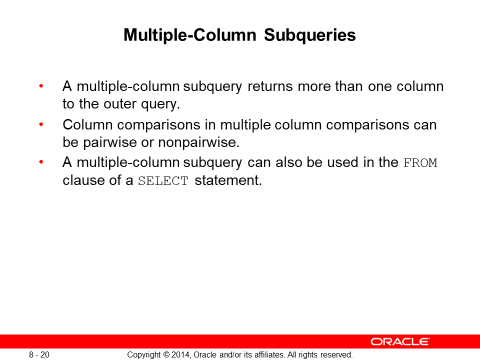 Multiple-Column Subqueries
• A multiple-column subquery returns more than one column
to the outer query.
• Column comparisons in multiple column comparisons can
be pairwise or nonpairwise.
• A multiple-column subquery can also be used in the FROM
clause of a SELECT statement.
ORACLE
8 - 20 Copyright © 2014, Oracle and/or its affiliates. All rights reserved.